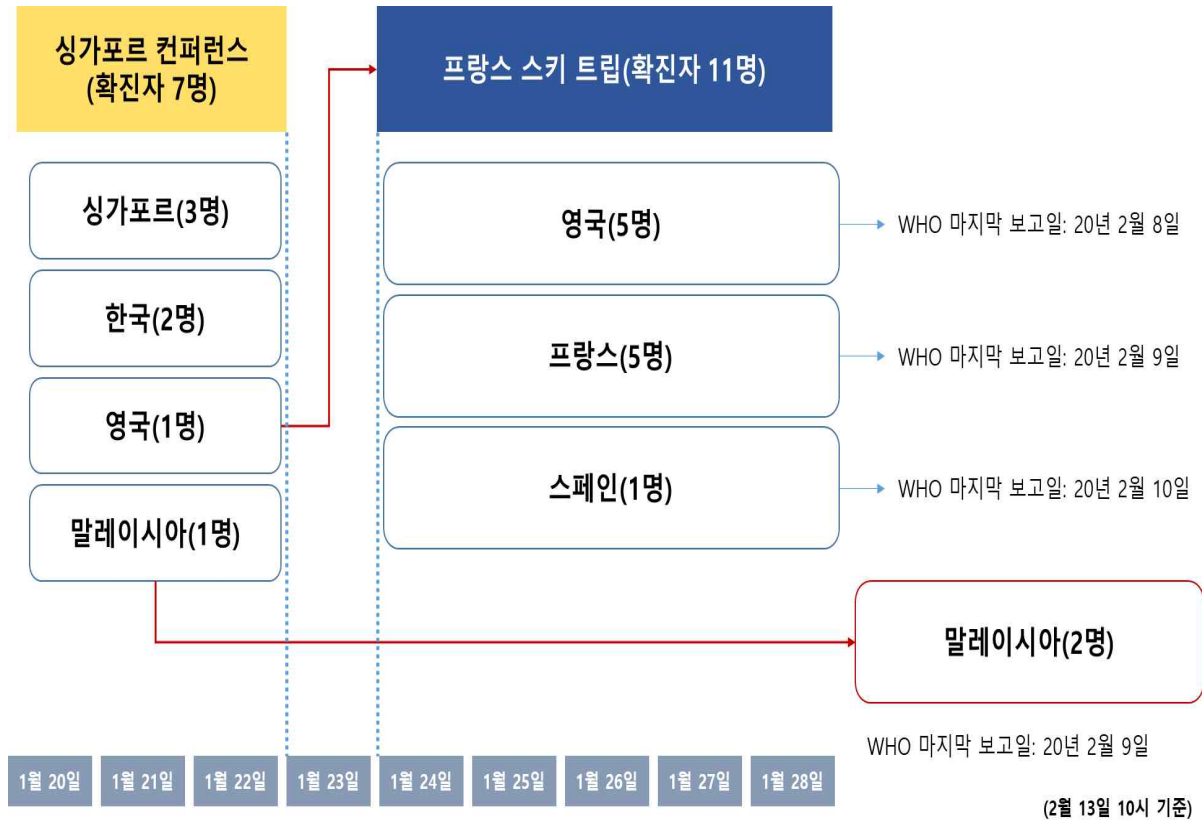 싱가포르 컨퍼런스
(확진자 7명)
프랑스 스키 트립(확진자 11명)
싱가포르(3명)
한국(2명)
영국(1명)
말레이시아(1명)
영국(5명)
WHO 마지막 보고일: 20년 2월 8일
프랑스(5명)
WHO 마지막 보고일: 20년 2월 9일
스페인(1명)
WHO 마지막 보고일: 20년 2월 10일
말레이시아(2명)
WHO 마지막 보고일: 20년 2월 9일
1월 20일 1월 21일 1월 22일 1월 23일 1월 24일 1월 25일 1월 26일 1월 27일 1월 28일
(2월 13일 10시 기준)